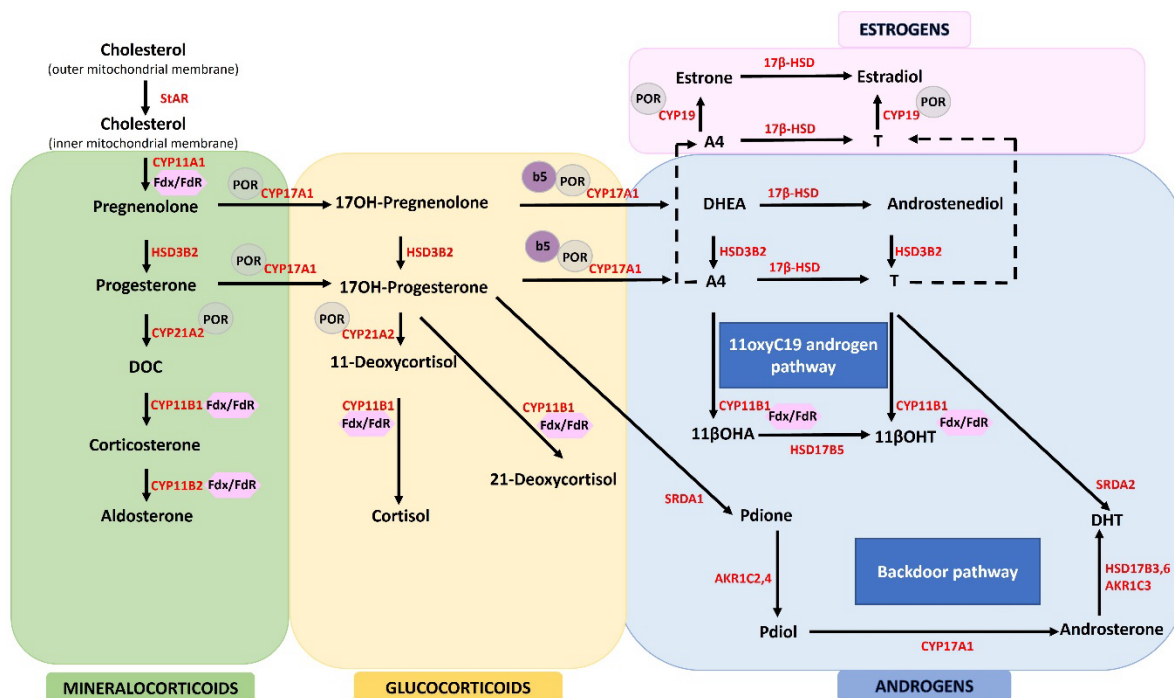 ESTROGENS
Cholesterol
(outer mitochondrial membrane)
StAR
Cholesterol
(inner mitochondrial membrane)
Estrone
17β-HSD
Estradiol
POR
CYP19
CYP19
POR
A4
17β-HSD
T
CYP11A1
Fdx/FdR
Pregnenolone
POR
CYP17A1
17OH-Pregnenolone
b5
POR
CYP17A1
DHEA
17β-HSD
Androstenediol
HSD3B2
HSD3B2
HSD3B2
HSD3B2
Progesterone
POR
CYP17A1
17OH-Progesterone
b5
POR
CYP17A1
A4
17β-HSD
T
CYP21A2
POR
DOC
POR
CYP21A2
11-Deoxycortisol
11oxyC19 androgen
pathway
CYP11B1
Fdx/FdR
Corticosterone
CYP11B1
Fdx/FdR
CYP11B1
Fdx/FdR
CYP11B1
Fdx/FdR
CYP11B1
Fdx/FdR
11βOHA
HSD17B5
11βOHT
CYP11B2
Fdx/FdR
Aldosterone
Cortisol
21-Deoxycortisol
SRDA1
SRDA2
Pdione
DHT
AKR1C2,4
Backdoor pathway
HSD17B3,6
AKR1C3
Pdiol
CYP17A1
Androsterone
MINERALOCORTICOIDS
GLUCOCORTICOIDS
ANDROGENS